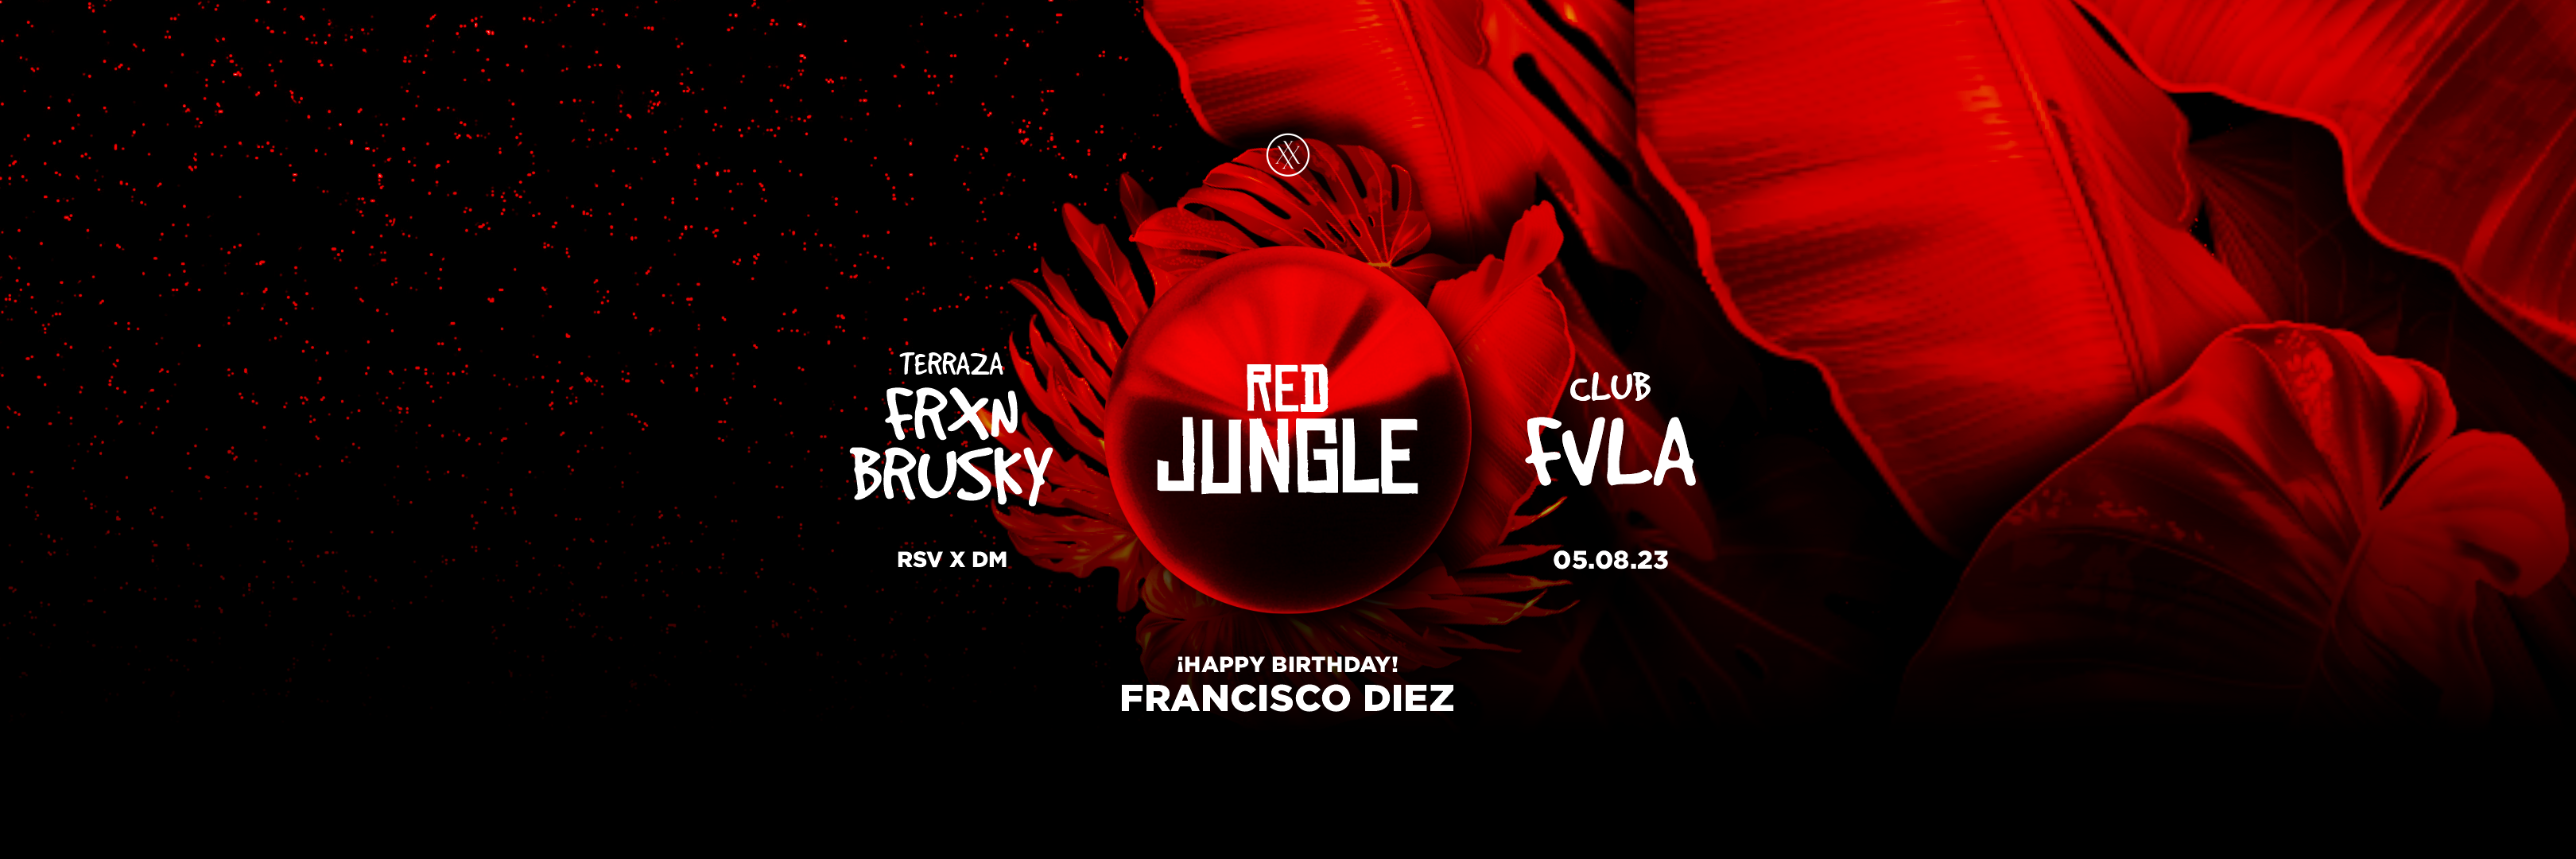 TERRAZA
FRXN
BRUSKY
RSV X DM
RED
JUNGLE
CLUB
FVLA
05.08.23
¡HAPPY BIRTHDAY!
FRANCISCO DIEZ